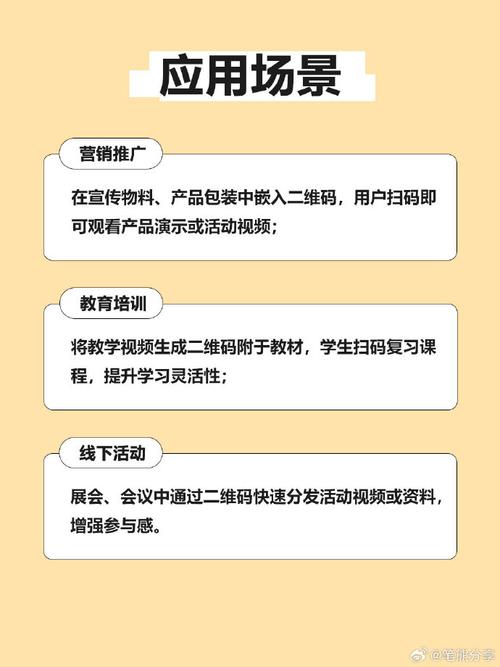 应用场景
营销推广
在宣传物料、产品包装中嵌入二维码，用户扫码即
可观看产品演示或活动视频；
教育培训
将教学视频生成二维码附于教材，学生扫码复习课
程，提升学习灵活性；
线下活动
展会、会议中通过二维码快速分发活动视频或资料，
增强参与感。
@笔熊分享